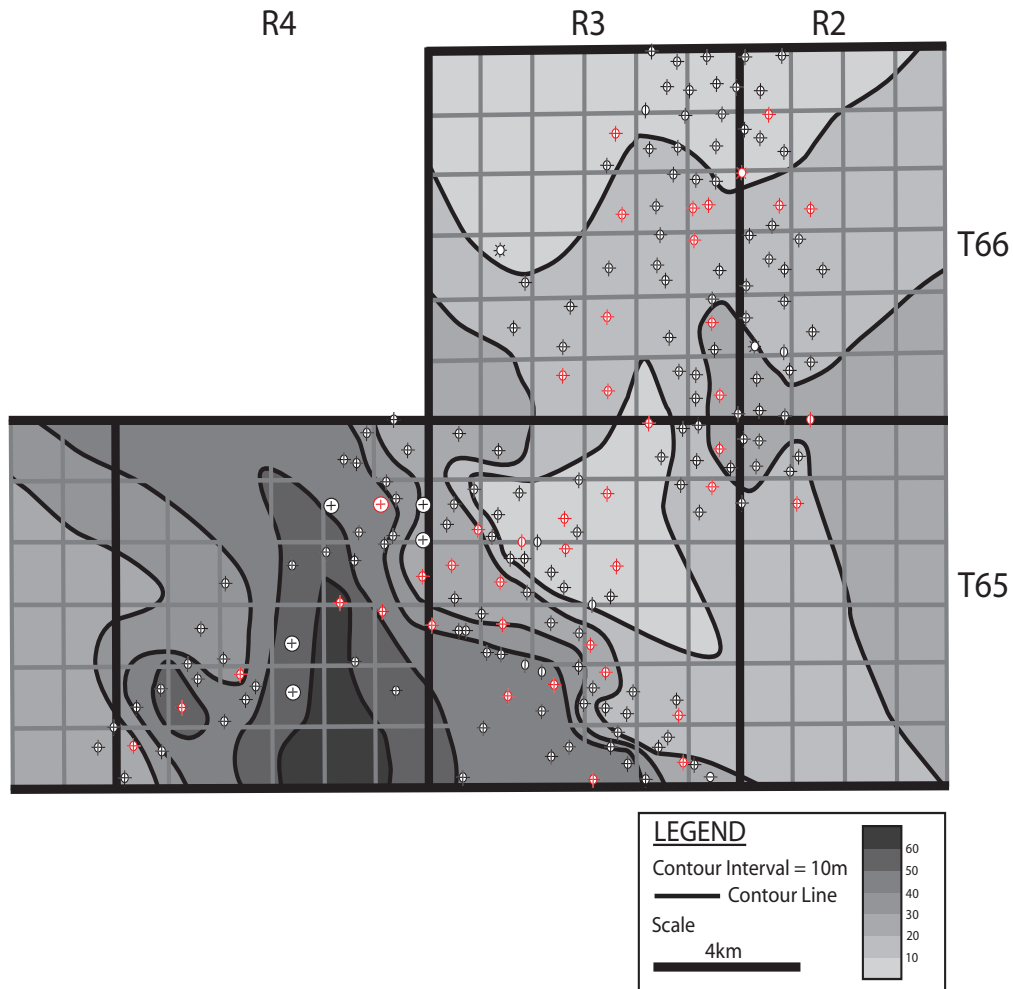 R4 R3 R2
T66
T65
LEGEND
Contour Interval = 10m
Contour Line
Scale
4km
60
50
40
30
20
10